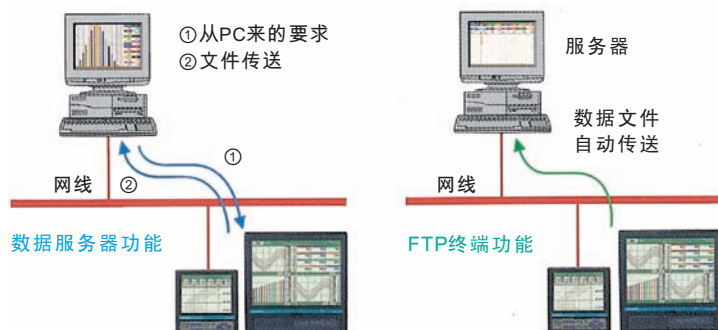 ①从PC来的要求
②文件传送
①
网线
②
数据服务器功能
服务器
数据文件
自动传送
网线
FTP终端功能